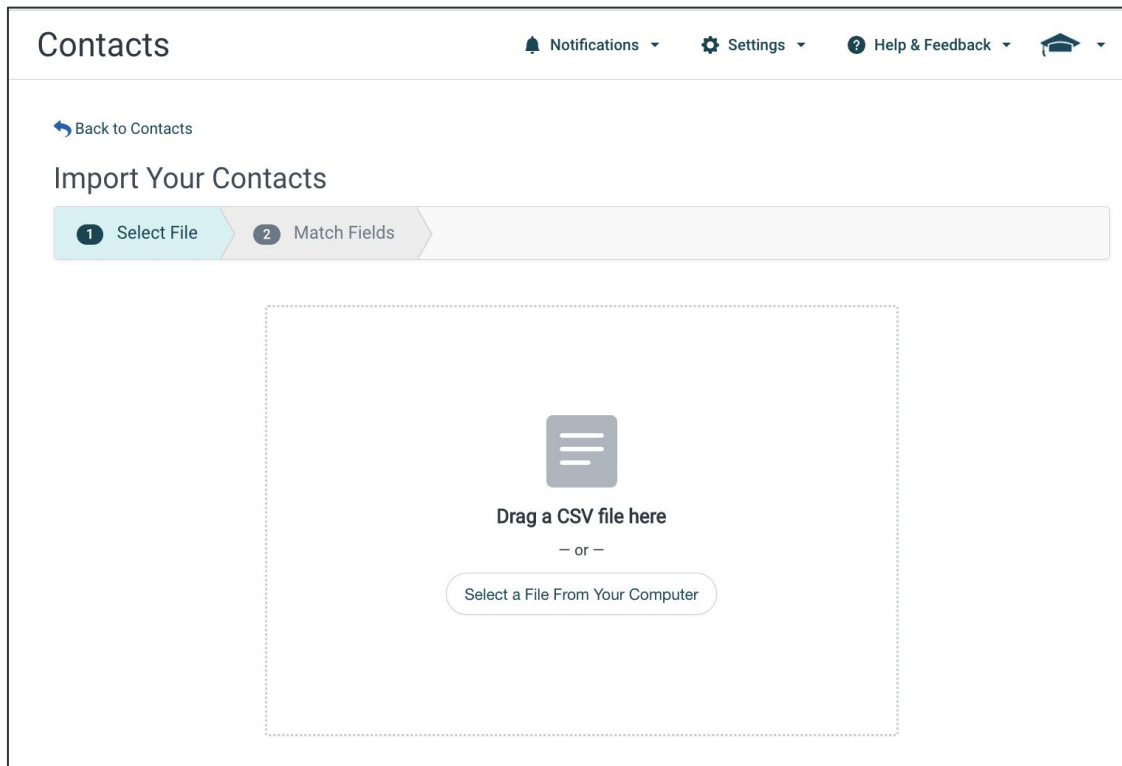 Contacts
Notifications
Settings
Help & Feedback
Back to Contacts
Import Your Contacts
1 Select File
2 Match Fields
Drag a CSV file here
— or —
Select a File From Your Computer